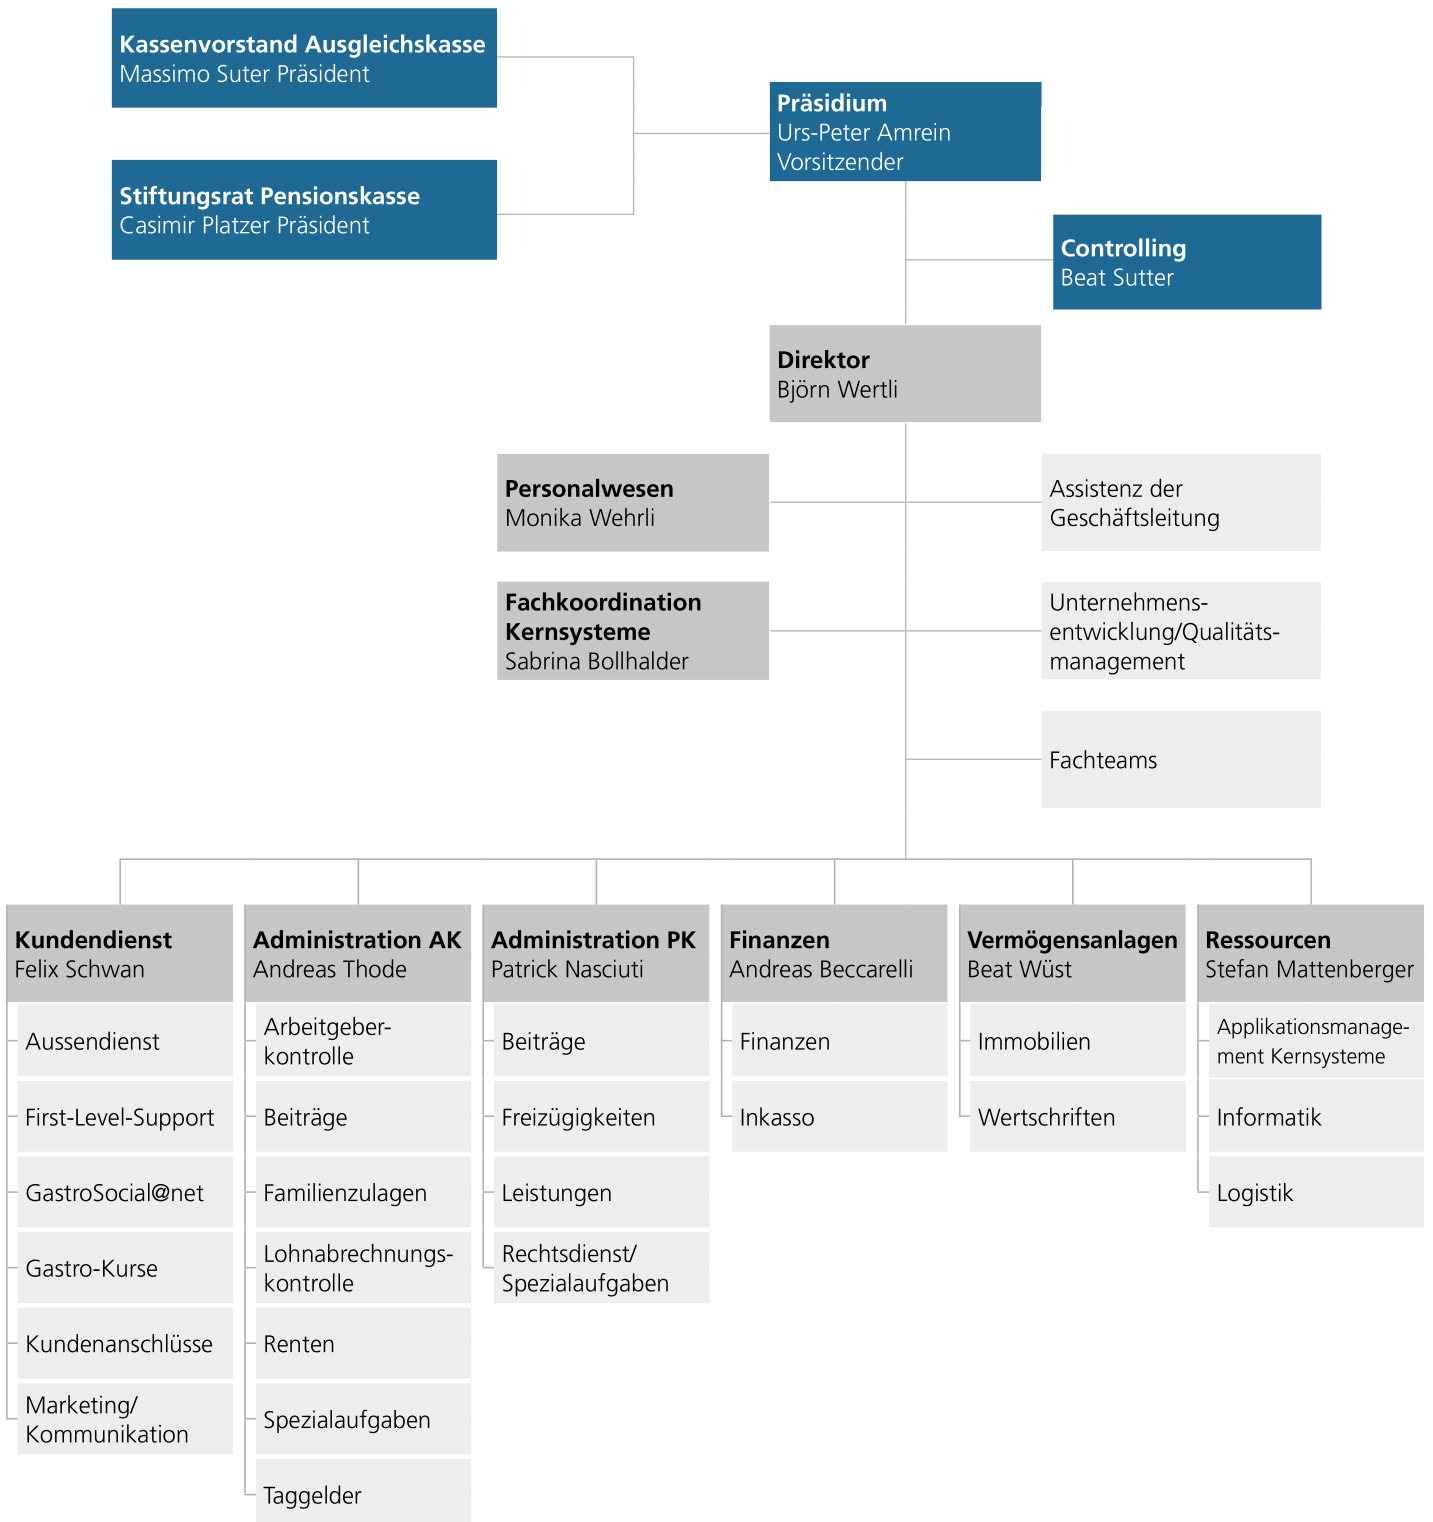 Kassenvorstand Ausgleichskasse
Massimo Suter Präsident
Stiftungsrat Pensionskasse
Casimir Platzer Präsident
Präsidium
Urs-Peter Amrein
Vorsitzender
Controlling
Beat Sutter
Direktor
Björn Wertli
Personalwesen
Monika Wehrli
Assistenz der
Geschäftsleitung
Fachkoordination
Kernsysteme
Sabrina Bollhalder
Unternehmens-
entwicklung/Qualitäts-
management
Fachteams
Kundendienst
Felix Schwan
Aussendienst
First-Level-Support
GastroSocial@net
Gastro-Kurse
Kundenanschlüsse
Marketing/
Kommunikation
Administration AK
Andreas Thode
Arbeitgeber-
kontrolle
Beiträge
Familienzulagen
Lohnabrechnungs-
kontrolle
Renten
Spezialaufgaben
Taggelder
Administration PK
Patrick Nasciuti
Beiträge
Freizügigkeiten
Leistungen
Rechtsdienst/
Spezialaufgaben
Finanzen
Andreas Beccarelli
Finanzen
Inkasso
Vermögensanlagen
Beat Wüst
Immobilien
Wertschriften
Ressourcen
Stefan Mattenberger
Applikationsmanage-
ment Kernsysteme
Informatik
Logistik